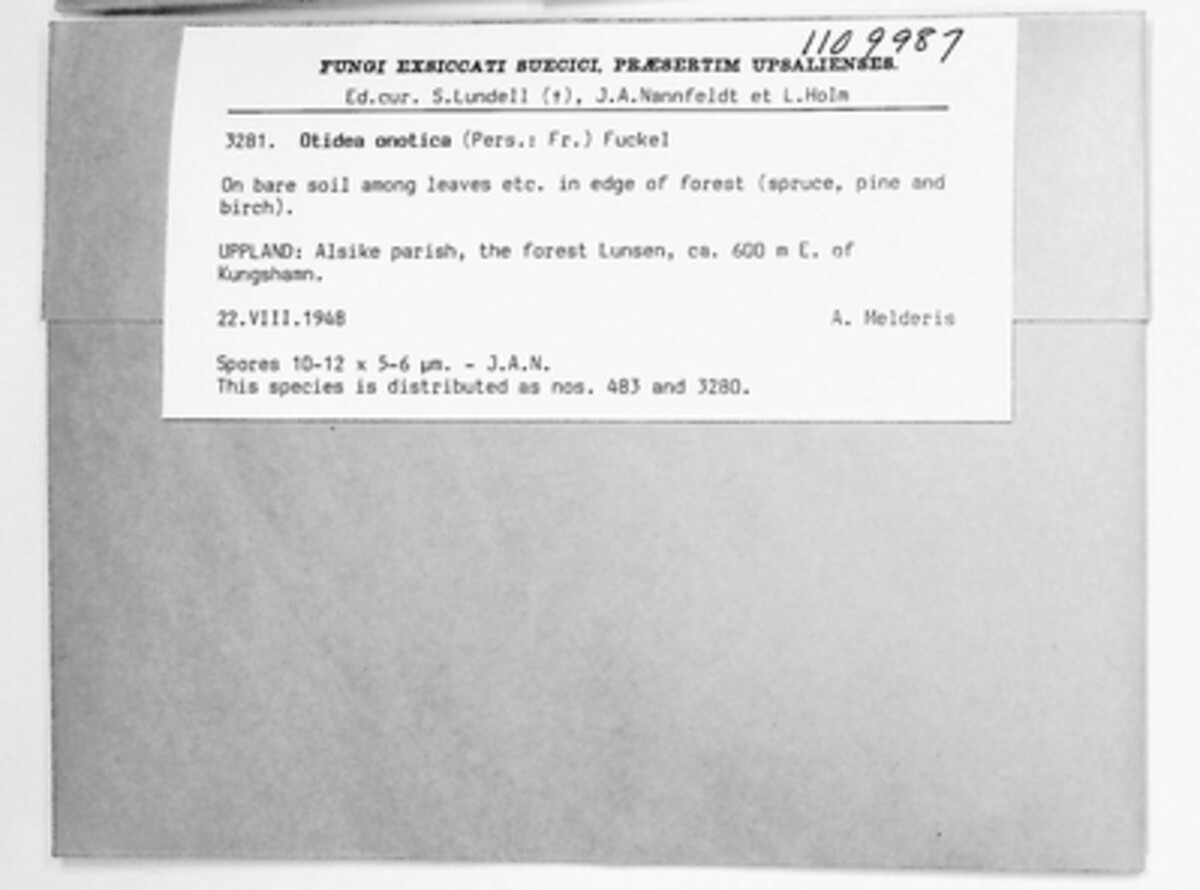 1109987
FUNGI EXSICCATI SUECICI, PRÆSERTIM UPSALIENSES.
Ed.cur. S.Lundell (†), J.A.Nannfeldt et L.Holm
3281. Otidea onotica (Pers.: Fr.) Fuckel
On bare soil among leaves etc. in edge of forest (spruce, pine and
birch).
UPPLAND: Alsike parish, the forest Lunsen, ca. 600 m E. of
Kungshamn.
22.VIII.1948 A. Melderis
Spores 10-12 x 5-6 µm. - J.A.N.
This species is distributed as nos. 483 and 3280.